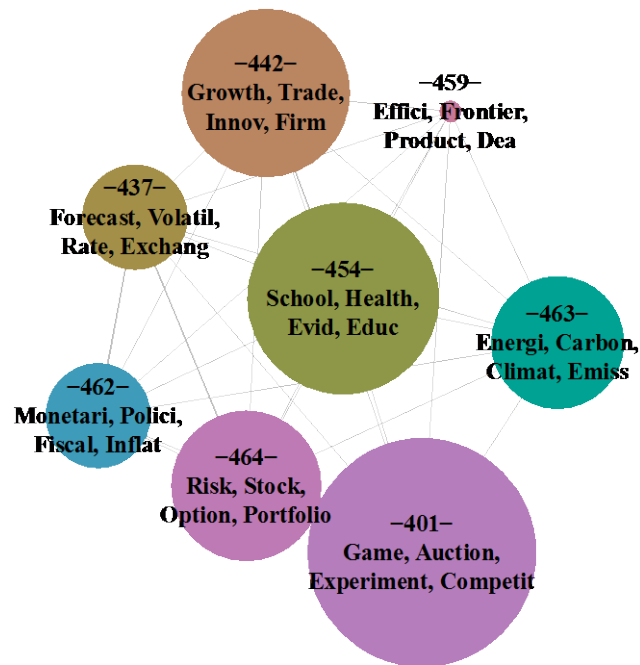 −442−
Growth, Trade,
Innov, Firm
−459−
Effici, Frontier,
Product, Dea
−437−
Forecast, Volatil,
Rate, Exchang
−454−
School, Health,
Evid, Educ
−463−
Energi, Carbon,
Climat, Emiss
−462−
Monetari, Polici,
Fiscal, Inflat
−464−
Risk, Stock,
Option, Portfolio
−401−
Game, Auction,
Experiment, Competit